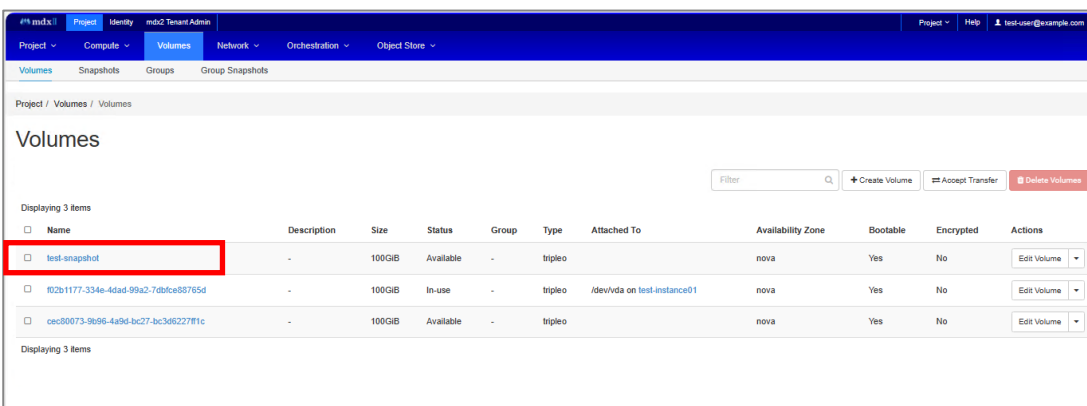 mdx II Project Identity mdx2 Tenant Admin Project Help test-user@example.com
Project Compute Volumes Network Orchestration Object Store
Volumes Snapshots Groups Group Snapshots
Project / Volumes / Volumes
Volumes
Filter + Create Volume Accept Transfer Delete Volumes
Displaying 3 items
Name Description Size Status Group Type Attached To Availability Zone Bootable Encrypted Actions
test-snapshot - 100GiB Available - tripleo nova Yes No Edit Volume
f02b1177-334e-4dad-99a2-7dbfce88765d - 100GiB In-use - tripleo /dev/vda on test-instance01 nova Yes No Edit Volume
cec80073-9b96-4a9d-bc27-bc3d6227ff1c - 100GiB Available - tripleo nova Yes No Edit Volume
Displaying 3 items